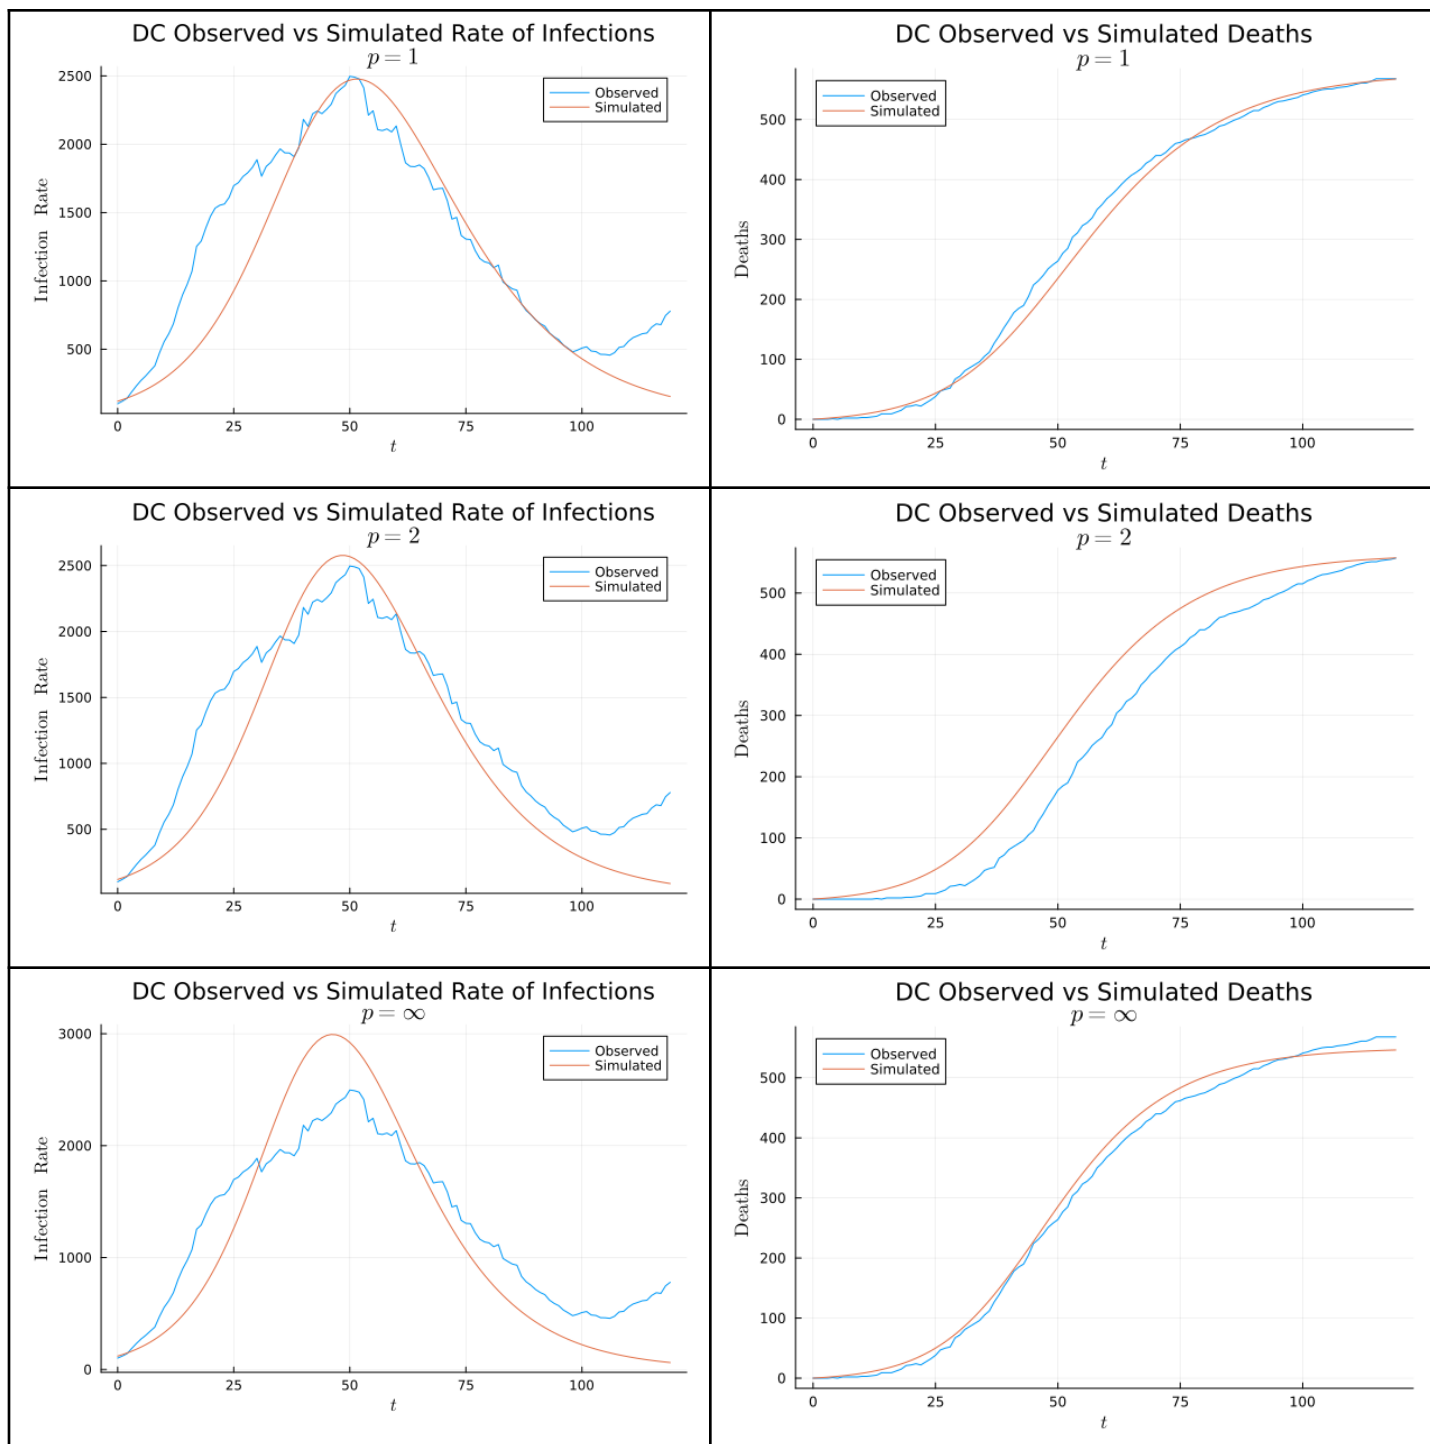 DC Observed vs Simulated Rate of Infections
p = 1
Observed
Simulated
2500
2000
1500
1000
500
Infection Rate
0 25 50 75 100
t
DC Observed vs Simulated Deaths
p = 1
Observed
Simulated
500
400
300
200
100
0
Deaths
0 25 50 75 100
t
DC Observed vs Simulated Rate of Infections
p = 2
Observed
Simulated
2500
2000
1500
1000
500
Infection Rate
0 25 50 75 100
t
DC Observed vs Simulated Deaths
p = 2
Observed
Simulated
500
400
300
200
100
0
Deaths
0 25 50 75 100
t
DC Observed vs Simulated Rate of Infections
p = ∞
Observed
Simulated
3000
2000
1000
0
Infection Rate
0 25 50 75 100
t
DC Observed vs Simulated Deaths
p = ∞
Observed
Simulated
500
400
300
200
100
0
Deaths
0 25 50 75 100
t